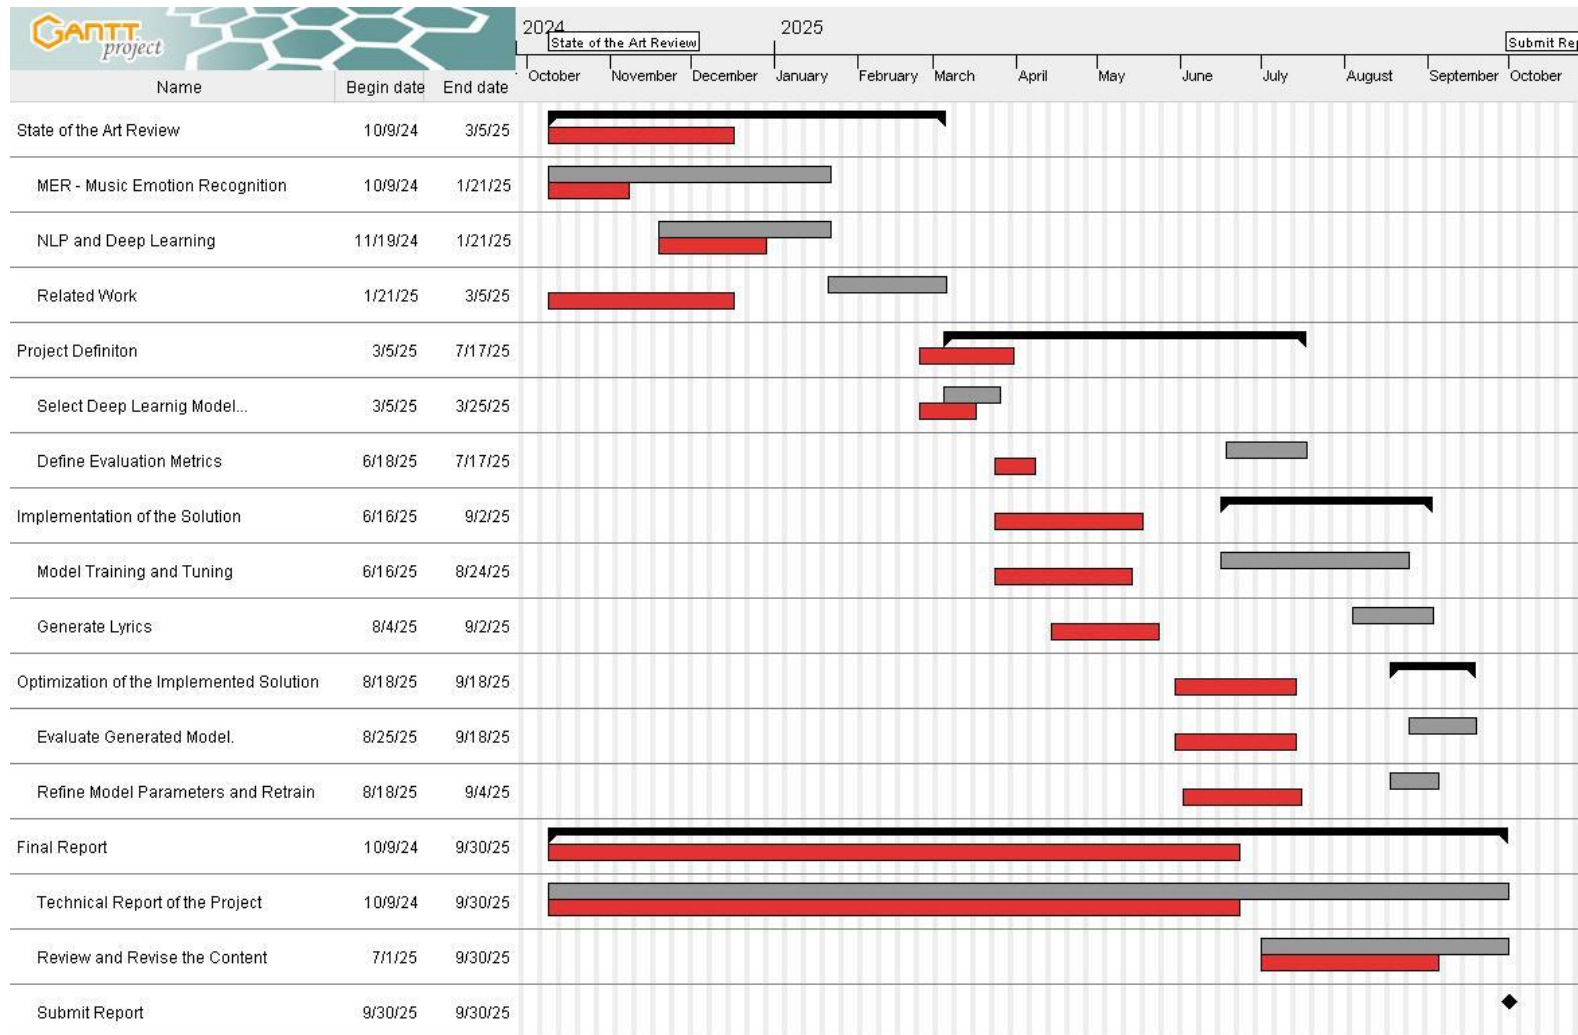 GANTT
project
2024
2025
State of the Art Review
Submit Rep
October November December January February March April May June July August September October
Name Begin date End date
State of the Art Review 10/9/24 3/5/25
MER - Music Emotion Recognition 10/9/24 1/21/25
NLP and Deep Learning 11/19/24 1/21/25
Related Work 1/21/25 3/5/25
Project Definiton 3/5/25 7/17/25
Select Deep Learnig Model... 3/5/25 3/25/25
Define Evaluation Metrics 6/18/25 7/17/25
Implementation of the Solution 6/16/25 9/2/25
Model Training and Tuning 6/16/25 8/24/25
Generate Lyrics 8/4/25 9/2/25
Optimization of the Implemented Solution 8/18/25 9/18/25
Evaluate Generated Model. 8/25/25 9/18/25
Refine Model Parameters and Retrain 8/18/25 9/4/25
Final Report 10/9/24 9/30/25
Technical Report of the Project 10/9/24 9/30/25
Review and Revise the Content 7/1/25 9/30/25
Submit Report 9/30/25 9/30/25